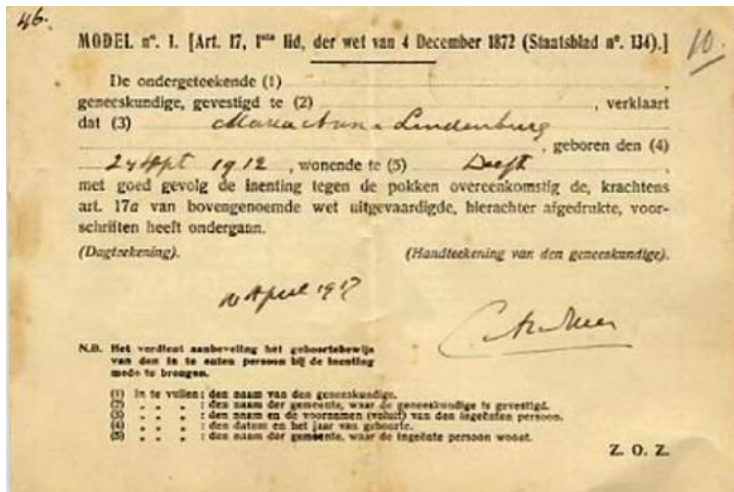 46.
10.
MODEL nº. 1. [Art. 17, 1ste lid, der wet van 4 December 1872 (Staatsblad nº. 134).]
De ondergeteekende (1)
geneeskundige, gevestigd te (2) , verklaart
dat (3) Maria Lindenburg
, geboren den (4)
1912 , wonende te (5) Delft
met goed gevolg de inenting tegen de pokken overeenkomstig de, krachtens
art. 17a van bovengenoemde wet uitgevaardigde, hierachter afgedrukte, voor-
schriften heeft ondergaan.
(Dagteekening). (Handteekening van den geneeskundige).
April 1917
N.B. Het verdient aanbeveling het geboortebewijs
van den in te enten persoon bij de inenting
mede te brengen.
(1) In te vullen: den naam van den geneeskundige.
(2) " " " : den naam der gemeente, waar de geneeskundige is gevestigd.
(3) " " " : den naam en de voornamen (voluit) van den ingeënten persoon.
(4) " " " : den datum en het jaar van geboorte.
(5) " " " : den naam der gemeente, waar de ingeënte persoon woont.
Z. O. Z.